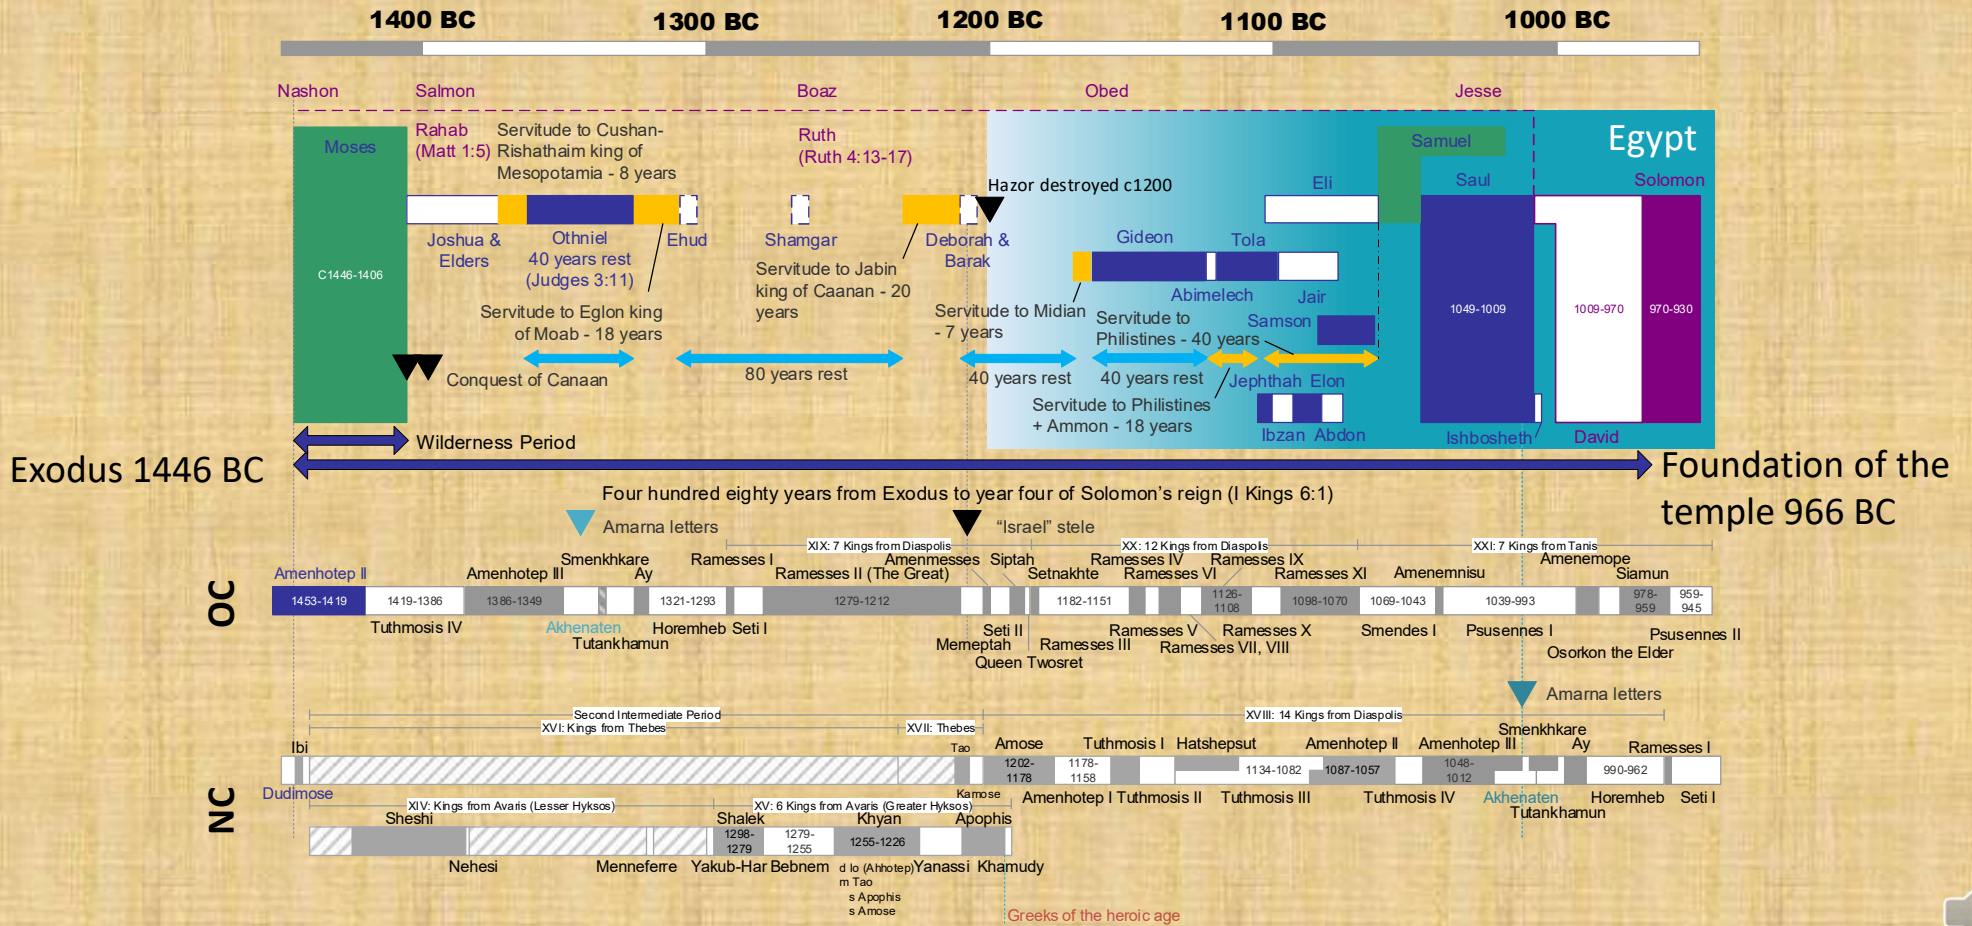 1400 BC
1300 BC
1200 BC
1100 BC
1000 BC
Nashon
Salmon
Boaz
Obed
Jesse
Moses
C1446-1406
Rahab
(Matt 1:5)
Servitude to Cushan-
Rishathaim king of
Mesopotamia - 8 years
Ruth
(Ruth 4:13-17)
Egypt
Samuel
Hazor destroyed c1200
Eli
Saul
Solomon
Joshua &
Elders
Othniel
40 years rest
(Judges 3:11)
Ehud
Shamgar
Deborah &
Barak
Gideon
Tola
Servitude to Jabin
king of Caanan - 20
years
Servitude to Eglon king
of Moab - 18 years
Servitude to Midian
- 7 years
Abimelech
Jair
Servitude to
Philistines - 40 years
Samson
1049-1009
1009-970
970-930
Conquest of Canaan
80 years rest
40 years rest
40 years rest
Jephthah
Elon
Servitude to Philistines
+ Ammon - 18 years
Ibzan
Abdon
Ishbosheth
David
Wilderness Period
Exodus 1446 BC
Foundation of the
temple 966 BC
Four hundred eighty years from Exodus to year four of Solomon's reign (I Kings 6:1)
Amarna letters
"Israel" stele
XIX: 7 Kings from Diaspolis
XX: 12 Kings from Diaspolis
XXI: 7 Kings from Tanis
Smenkhkare
Ramesses I
Amenmesses
Siptah
Ramesses IV
Ramesses IX
Amenemope
Amenhotep II
Amenhotep III
Ay
Ramesses II (The Great)
Setnakhte
Ramesses VI
Ramesses XI
Amenemnisu
Siamun
OC
1453-1419
1419-1386
1386-1349
1321-1293
1279-1212
1182-1151
1126-
1108
1098-1070
1069-1043
1039-993
978-
959
959-
945
Tuthmosis IV
Akhenaten
Tutankhamun
Horemheb
Seti I
Merneptah
Seti II
Queen Twosret
Ramesses III
Ramesses V
Ramesses VII, VIII
Ramesses X
Smendes I
Psusennes I
Osorkon the Elder
Psusennes II
Amarna letters
Second Intermediate Period
XVI: Kings from Thebes
XVII: Thebes
XVIII: 14 Kings from Diaspolis
Smenkhkare
Ibi
Tao
Amose
Tuthmosis I
Hatshepsut
Amenhotep II
Amenhotep III
Ay
Ramesses I
NC
1202-
1178
1178-
1158
1134-1082
1087-1057
1048-
1012
990-962
Dudimose
Kamose
Amenhotep I
Tuthmosis II
Tuthmosis III
Tuthmosis IV
Akhenaten
Tutankhamun
Horemheb
Seti I
XIV: Kings from Avaris (Lesser Hyksos)
XV: 6 Kings from Avaris (Greater Hyksos)
Sheshi
Shalek
Khyan
Apophis
1298-
1279
1279-
1255
1255-1226
Nehesi
Menneferre
Yakub-Har
Bebnem
d Io (Ahhotep)
m Tao
s Apophis
s Amose
Yanassi
Khamudy
Greeks of the heroic age